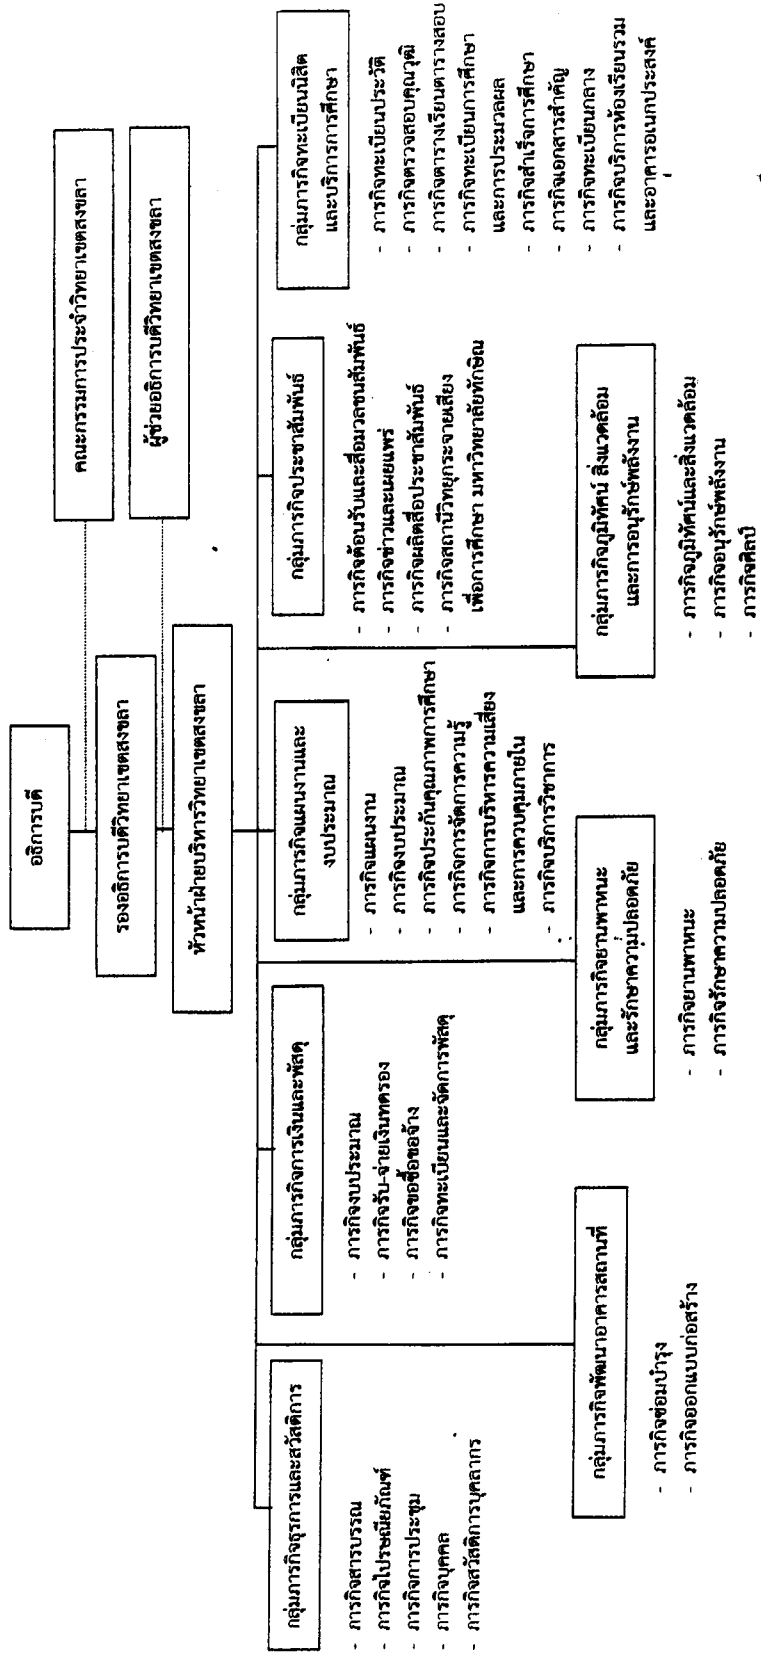 อธิการบดี
คณะกรรมการประจำวิทยาเขตสงขลา
รองอธิการบดีวิทยาเขตสงขลา
ผู้ช่วยอธิการบดีวิทยาเขตสงขลา
หัวหน้าฝ่ายบริหารวิทยาเขตสงขลา
กลุ่มภารกิจธุรการและสวัสดิการ
- ภารกิจสารบรรณ
- ภารกิจไปรษณียภัณฑ์
- ภารกิจการประชุม
- ภารกิจบุคคล
- ภารกิจสวัสดิการบุคลากร
กลุ่มภารกิจการเงินและพัสดุ
- ภารกิจงบประมาณ
- ภารกิจรับ-จ่ายเงินทดรอง
- ภารกิจขอซื้อขอจ้าง
- ภารกิจทะเบียนและจัดการพัสดุ
กลุ่มภารกิจแผนงานและ
งบประมาณ
- ภารกิจแผนงาน
- ภารกิจงบประมาณ
- ภารกิจประกันคุณภาพการศึกษา
- ภารกิจการจัดการความรู้
- ภารกิจการบริหารความเสี่ยง
และการควบคุมภายใน
- ภารกิจบริการวิชาการ
กลุ่มภารกิจประชาสัมพันธ์
- ภารกิจต้อนรับและสื่อมวลชนสัมพันธ์
- ภารกิจข่าวและเผยแพร่
- ภารกิจผลิตสื่อประชาสัมพันธ์
- ภารกิจสถานีวิทยุกระจายเสียง
เพื่อการศึกษา มหาวิทยาลัยทักษิณ
กลุ่มภารกิจทะเบียนนิสิต
และบริการการศึกษา
- ภารกิจทะเบียนประวัติ
- ภารกิจตรวจสอบคุณวุฒิ
- ภารกิจตารางเรียนตารางสอบ
- ภารกิจทะเบียนการศึกษา
และการประมวลผล
- ภารกิจสำเร็จการศึกษา
- ภารกิจเอกสารสำคัญ
- ภารกิจทะเบียนกลาง
- ภารกิจบริการห้องเรียนรวม
และอาคารอเนกประสงค์
กลุ่มภารกิจพัฒนาอาคารสถานที่
- ภารกิจซ่อมบำรุง
- ภารกิจออกแบบก่อสร้าง
กลุ่มภารกิจยานพาหนะ
และรักษาความปลอดภัย
- ภารกิจยานพาหนะ
- ภารกิจรักษาความปลอดภัย
กลุ่มภารกิจภูมิทัศน์ สิ่งแวดล้อม
และการอนุรักษ์พลังงาน
- ภารกิจภูมิทัศน์และสิ่งแวดล้อม
- ภารกิจอนุรักษ์พลังงาน
- ภารกิจศิลป์